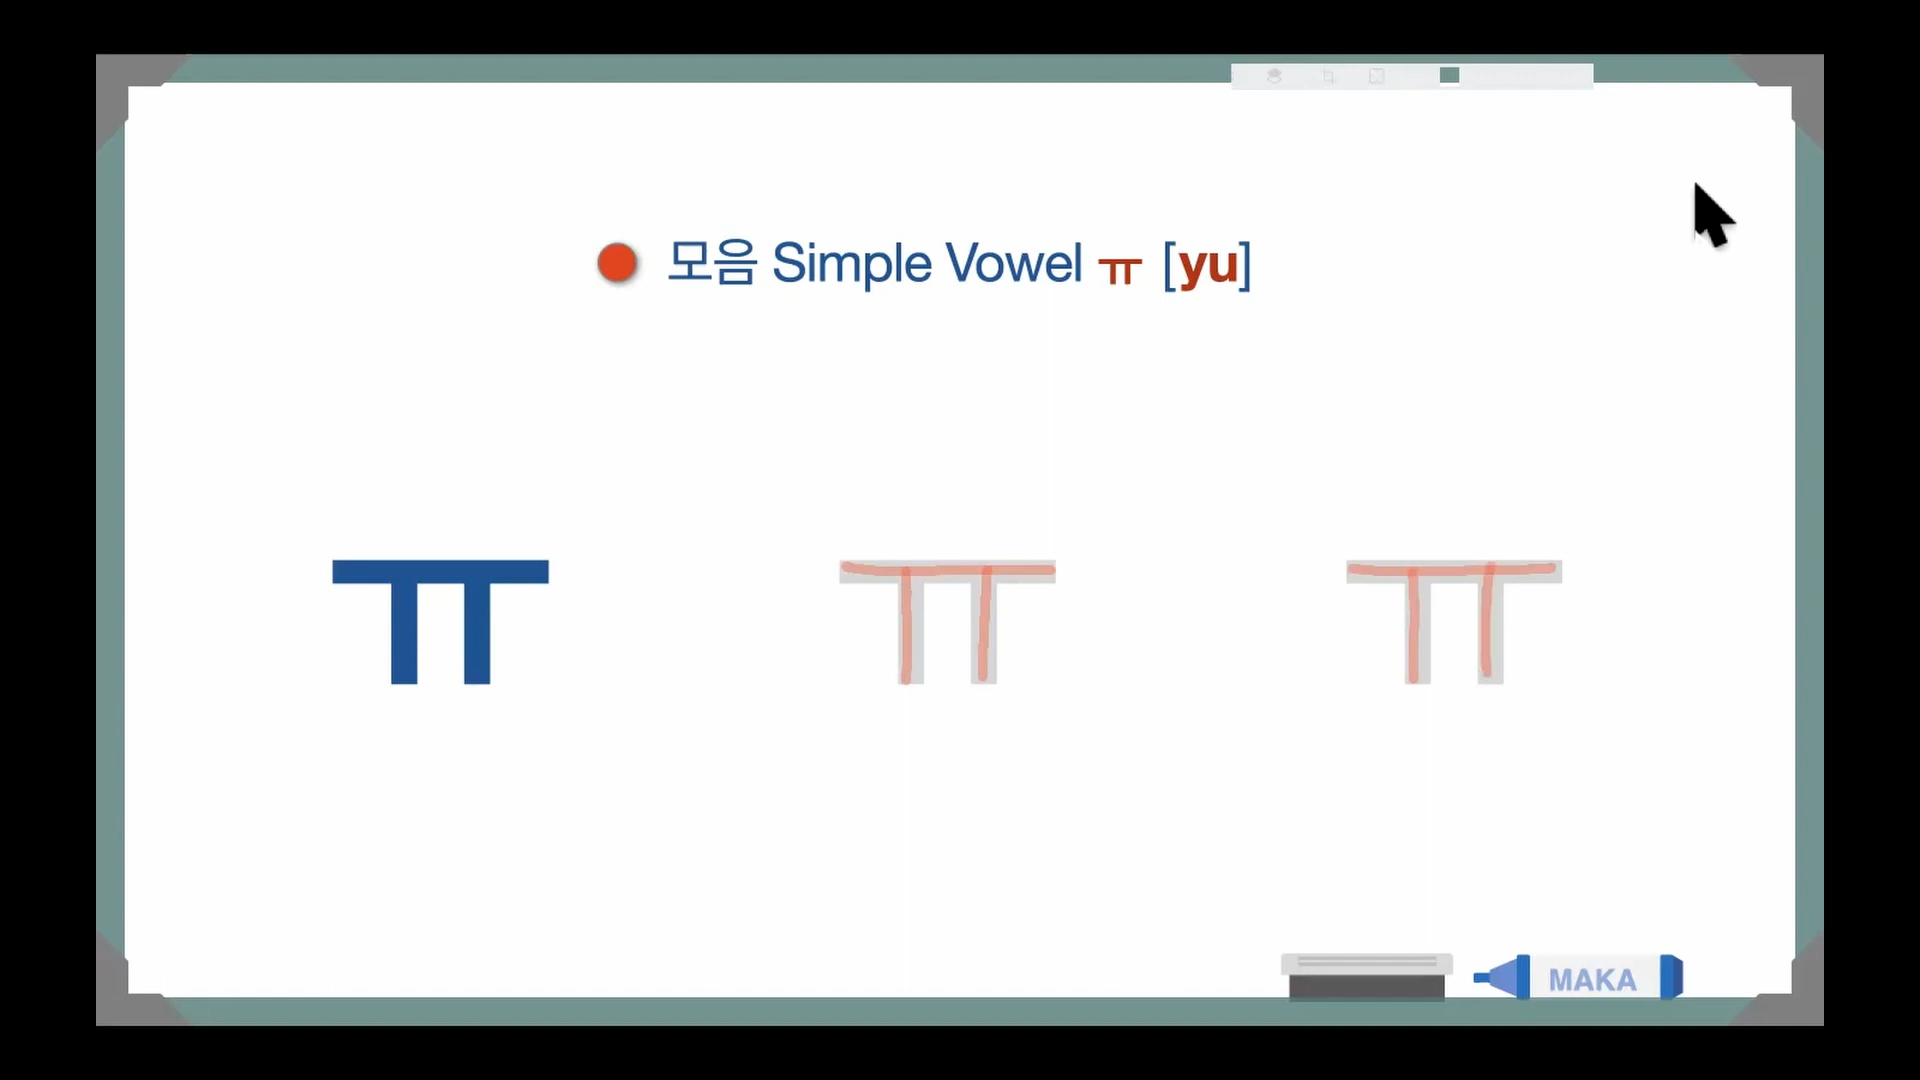 모음 Simple Vowel ㅠ [yu]
ㅠ ㅠ ㅠ
MAKA